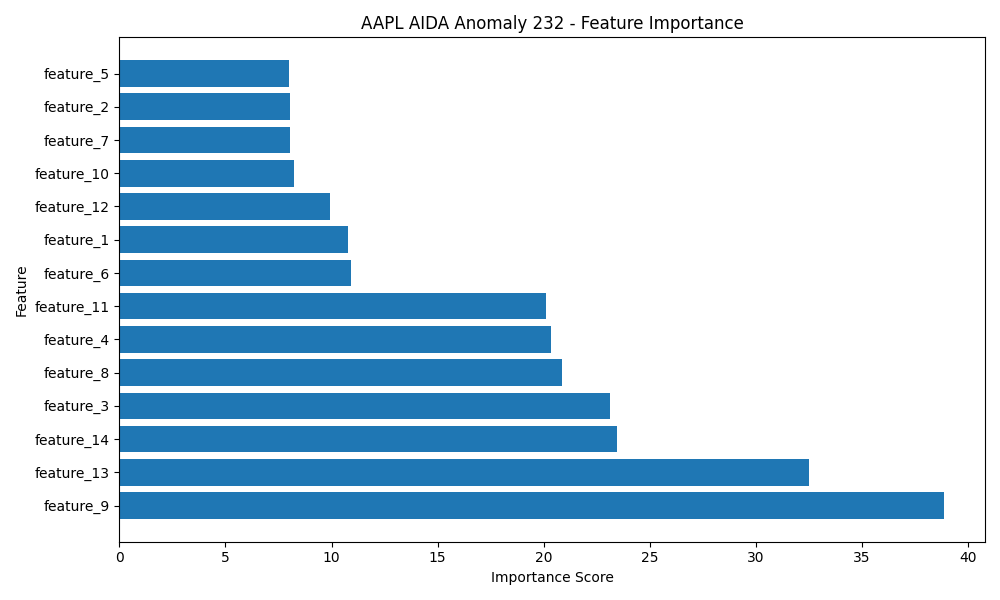 AAPL AIDA Anomaly 232 - Feature Importance
Feature
feature_5
feature_2
feature_7
feature_10
feature_12
feature_1
feature_6
feature_11
feature_4
feature_8
feature_3
feature_14
feature_13
feature_9
0 5 10 15 20 25 30 35 40
Importance Score